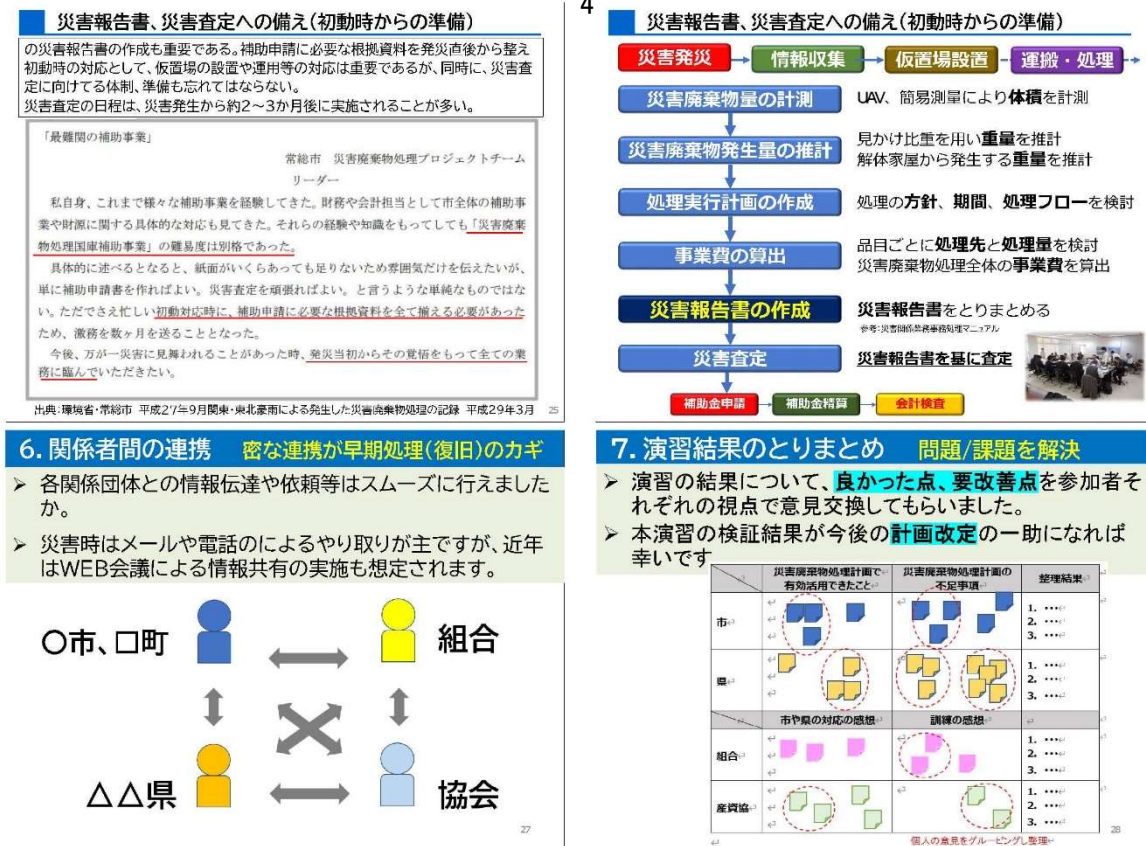 災害報告書、災害査定への備え（初動時からの準備）
の災害報告書の作成も重要である。補助申請に必要な根拠資料を発災直後から整え
初動時の対応として、仮置場の設置や運用等の対応は重要であるが、同時に、災害査
定に向けてる体制、準備も忘れてはならない。
災害査定の日程は、災害発生から約2～3か月後に実施されることが多い。
「最難関の補助事業」
常総市　災害廃棄物処理プロジェクトチーム
リーダー
私自身、これまで様々な補助事業を経験してきた。財務や会計担当として市全体の補助事
業や財源に関する具体的な対応も見てきた。それらの経験や知識をもってしても「災害廃棄
物処理国庫補助事業」の難易度は別格であった。
具体的に述べるとなると、紙面がいくらあっても足りないため雰囲気だけを伝えたいが、
単に補助申請書を作ればよい。災害査定を頑張ればよい。と言うような単純なものではな
い。ただでさえ忙しい初動対応時に、補助申請に必要な根拠資料を全て揃える必要があった
ため、激務を数ヶ月を送ることとなった。
今後、万が一災害に見舞われることがあった時、発災当初からその覚悟をもって全ての業
務に臨んでいただきたい。
出典：環境省・常総市　平成27年9月関東・東北豪雨による発生した災害廃棄物処理の記録　平成29年3月
25
4
災害報告書、災害査定への備え（初動時からの準備）
災害発災
情報収集
仮置場設置
運搬・処理
災害廃棄物量の計測
UAV、簡易測量により体積を計測
災害廃棄物発生量の推計
見かけ比重を用い重量を推計
解体家屋から発生する重量を推計
処理実行計画の作成
処理の方針、期間、処理フローを検討
事業費の算出
品目ごとに処理先と処理量を検討
災害廃棄物処理全体の事業費を算出
災害報告書の作成
災害報告書をとりまとめる
参考：災害関係業務事務処理マニュアル
災害査定
災害報告書を基に査定
補助金申請
補助金精算
会計検査
6. 関係者間の連携　密な連携が早期処理（復旧）のカギ
➢ 各関係団体との情報伝達や依頼等はスムーズに行えました
か。
➢ 災害時はメールや電話のによるやり取りが主ですが、近年
はWEB会議による情報共有の実施も想定されます。
〇市、□町
組合
△△県
協会
27
7. 演習結果のとりまとめ　問題/課題を解決
➢ 演習の結果について、良かった点、要改善点を参加者そ
れぞれの視点で意見交換してもらいました。
➢ 本演習の検証結果が今後の計画改定の一助になれば
幸いです
災害廃棄物処理計画で
有効活用できたこと
災害廃棄物処理計画の
不足事項
整理結果
市
1. …
2. …
3. …
県
1. …
2. …
3. …
市や県の対応の感想
訓練の感想
組合
1. …
2. …
3. …
産資協
1. …
2. …
3. …
個人の意見をグルーピングし整理
28